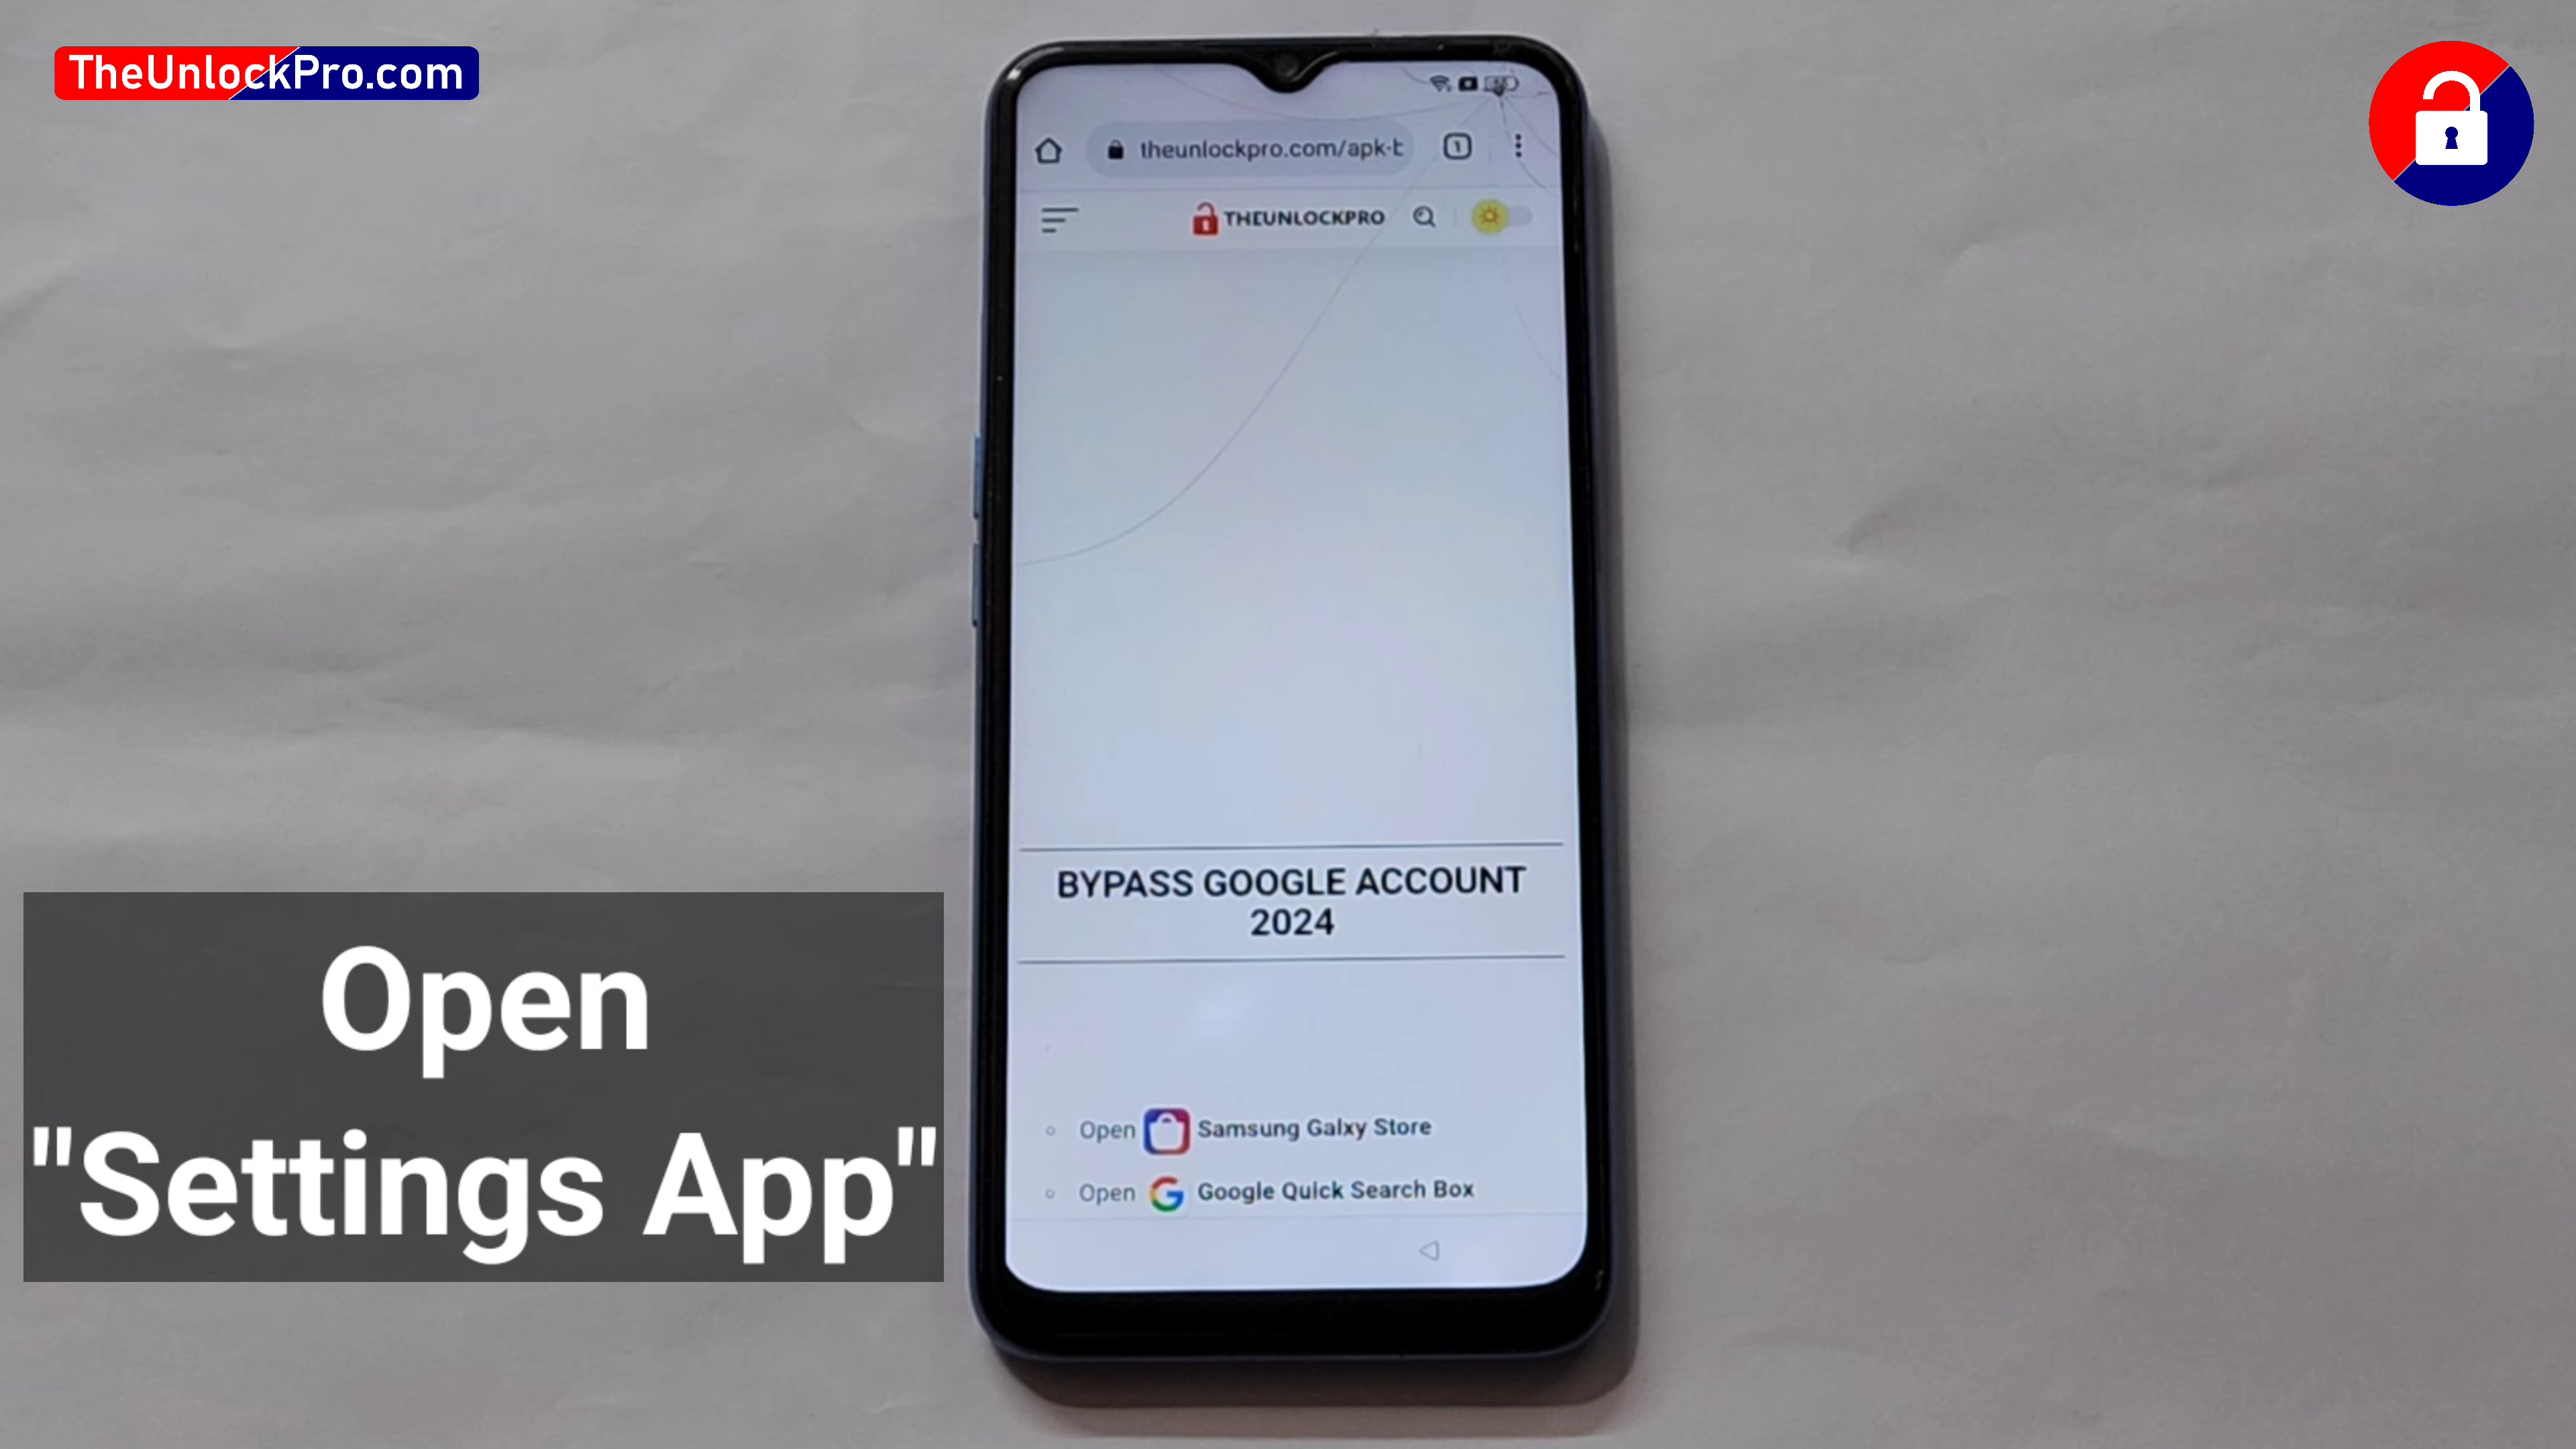 TheUnlockPro.com
theunlockpro.com/apk-b
1
THEUNLOCKPRO
BYPASS GOOGLE ACCOUNT
2024
Open Samsung Galxy Store
Open Google Quick Search Box
Open
"Settings App"